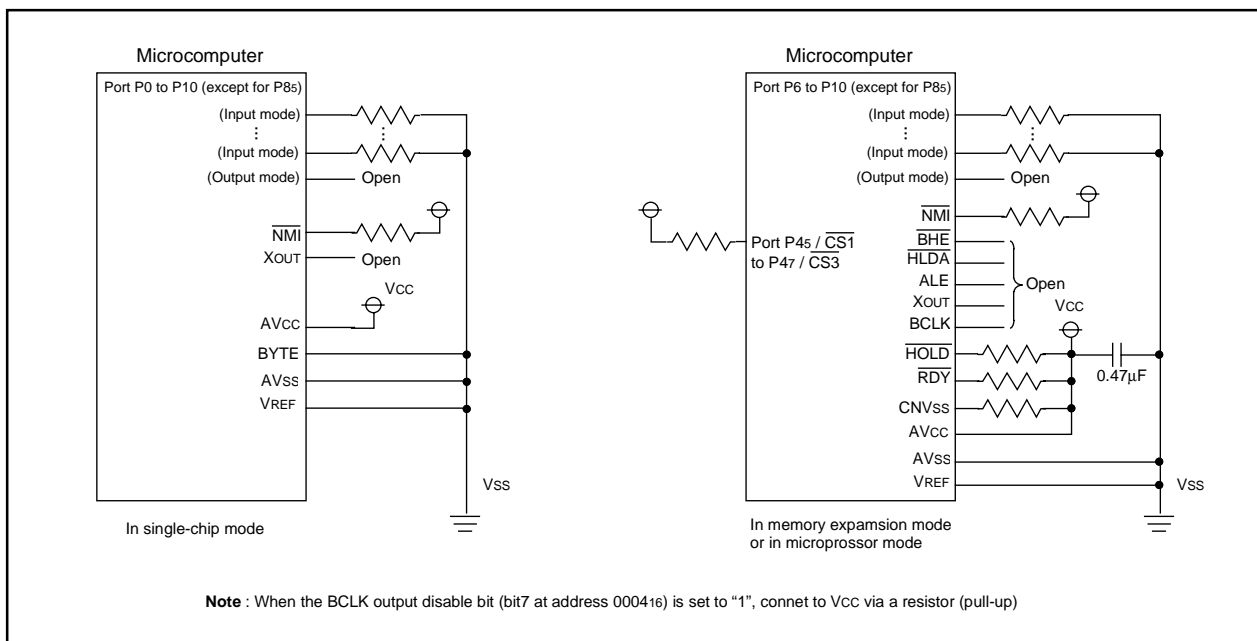 Microcomputer
Port P0 to P10 (except for P85)
(Input mode)
(Input mode)
(Output mode)
Open
NMI
XOUT
Open
VCC
AVCC
BYTE
AVSS
VREF
VSS
In single-chip mode
Microcomputer
Port P6 to P10 (except for P85)
(Input mode)
(Input mode)
(Output mode)
Open
NMI
Port P45 / CS1
to P47 / CS3
BHE
HLDA
ALE
XOUT
BCLK
Open
VCC
HOLD
RDY
CNVSS
AVCC
0.47µF
AVSS
VREF
VSS
In memory expamsion mode
or in microprossor mode
Note : When the BCLK output disable bit (bit7 at address 000416) is set to “1”, connet to VCC via a resistor (pull-up)